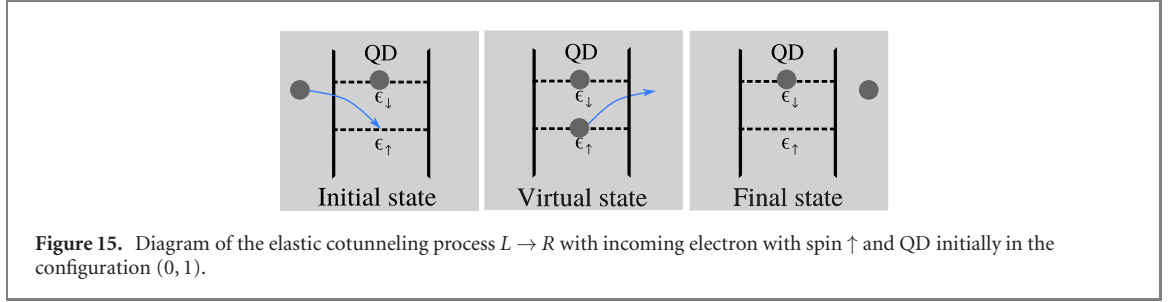 QD QD QD
ϵ↓ ϵ↓ ϵ↓
ϵ↑ ϵ↑ ϵ↑
Initial state Virtual state Final state
Figure 15. Diagram of the elastic cotunneling process L → R with incoming electron with spin ↑ and QD initially in the
configuration (0, 1).